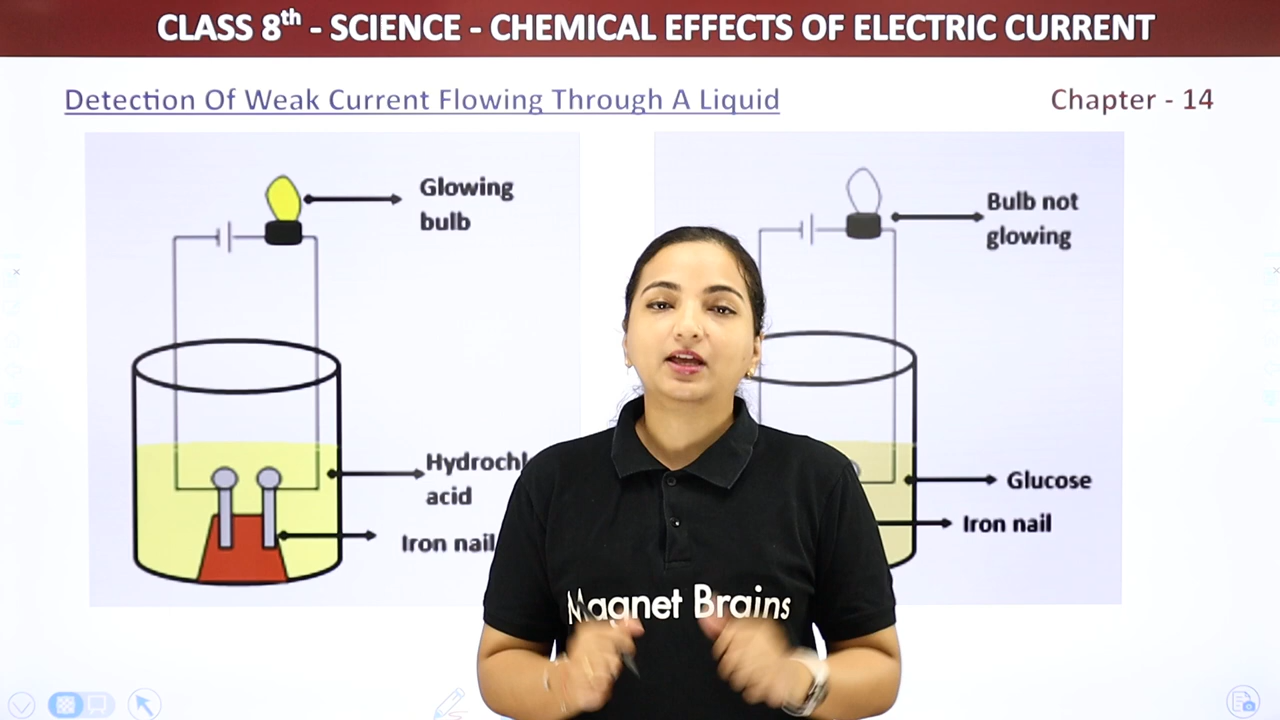 CLASS 8th - SCIENCE - CHEMICAL EFFECTS OF ELECTRIC CURRENT
Detection Of Weak Current Flowing Through A Liquid
Chapter - 14
Glowing
bulb
Hydrochl
acid
Iron nail
Bulb not
glowing
Glucose
Iron nail
Magnet Brains